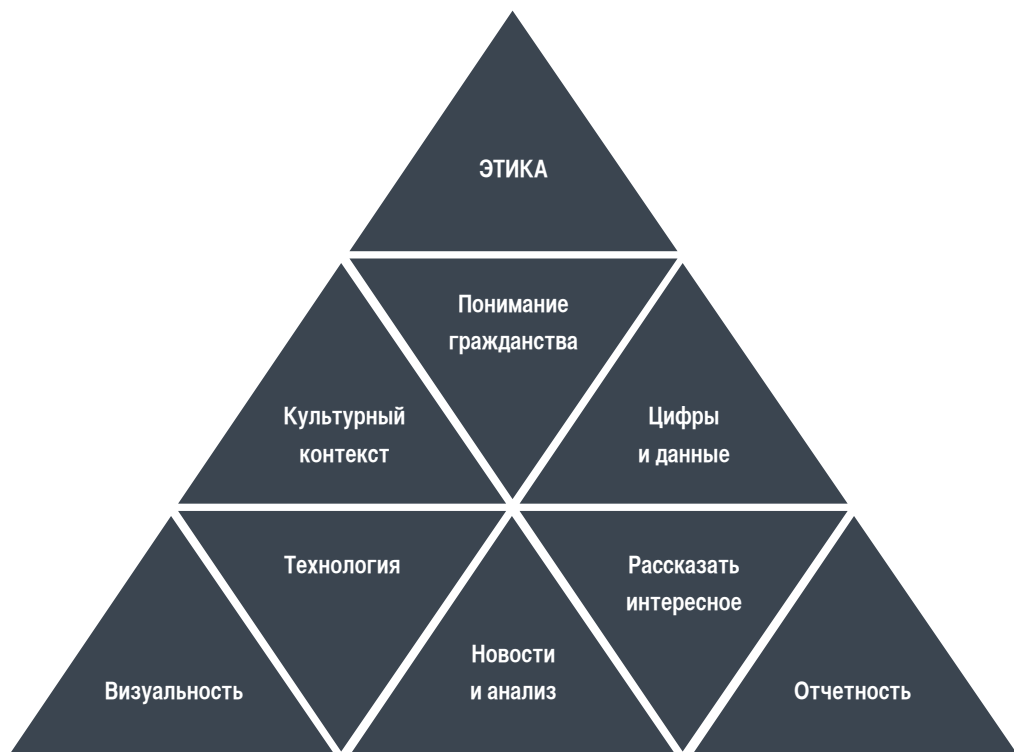 ЭТИКА
Понимание
гражданства
Культурный
контекст
Цифры
и данные
Технология
Рассказать
интересное
Новости
и анализ
Визуальность
Отчетность